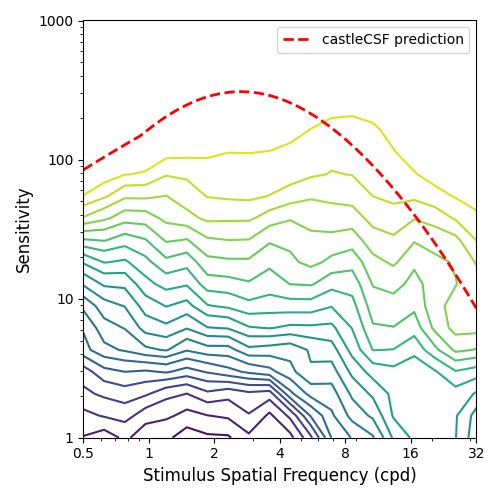 1000
castleCSF prediction
100
Sensitivity
10
1
0.5 1 2 4 8 16 32
Stimulus Spatial Frequency (cpd)